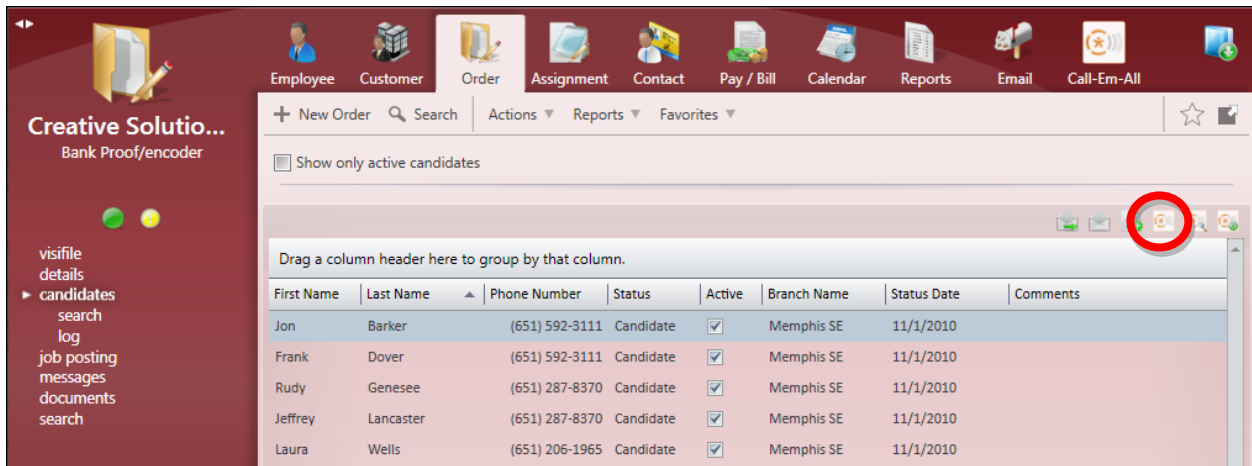 Employee Customer Order Assignment Contact Pay / Bill Calendar Reports Email Call-Em-All
Creative Solutio...
Bank Proof/encoder
New Order Search Actions Reports Favorites
Show only active candidates
visifile
details
candidates
search
log
job posting
messages
documents
search
Drag a column header here to group by that column.
First Name Last Name Phone Number Status Active Branch Name Status Date Comments
Jon Barker (651) 592-3111 Candidate Memphis SE 11/1/2010
Frank Dover (651) 592-3111 Candidate Memphis SE 11/1/2010
Rudy Genesee (651) 287-8370 Candidate Memphis SE 11/1/2010
Jeffrey Lancaster (651) 287-8370 Candidate Memphis SE 11/1/2010
Laura Wells (651) 206-1965 Candidate Memphis SE 11/1/2010